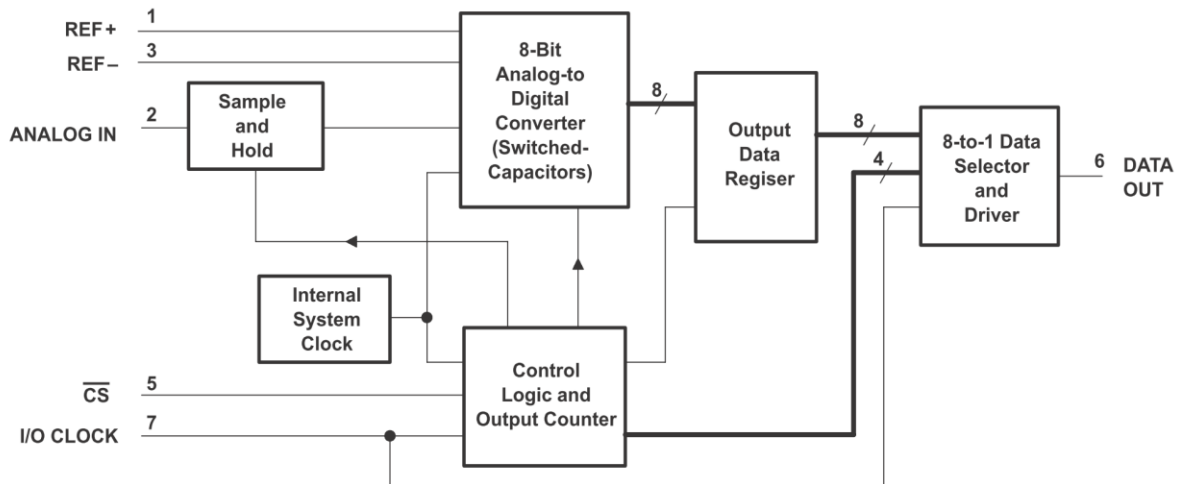 REF+
1
REF–
3
ANALOG IN
2
Sample
and
Hold
8-Bit
Analog-to
Digital
Converter
(Switched-
Capacitors)
8
Output
Data
Regiser
8
4
8-to-1 Data
Selector
and
Driver
6
DATA
OUT
Internal
System
Clock
Control
Logic and
Output Counter
CS
5
I/O CLOCK
7